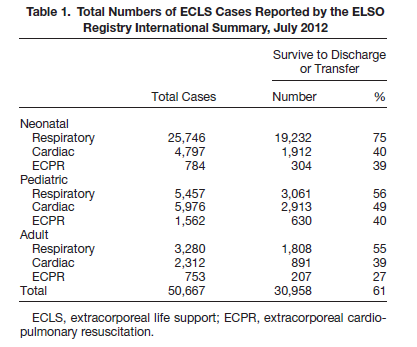 Table 1. Total Numbers of ECLS Cases Reported by the ELSO
Registry International Summary, July 2012
Survive to Discharge
or Transfer
Total Cases Number %
Neonatal
Respiratory 25,746 19,232 75
Cardiac 4,797 1,912 40
ECPR 784 304 39
Pediatric
Respiratory 5,457 3,061 56
Cardiac 5,976 2,913 49
ECPR 1,562 630 40
Adult
Respiratory 3,280 1,808 55
Cardiac 2,312 891 39
ECPR 753 207 27
Total 50,667 30,958 61
ECLS, extracorporeal life support; ECPR, extracorporeal cardio-
pulmonary resuscitation.